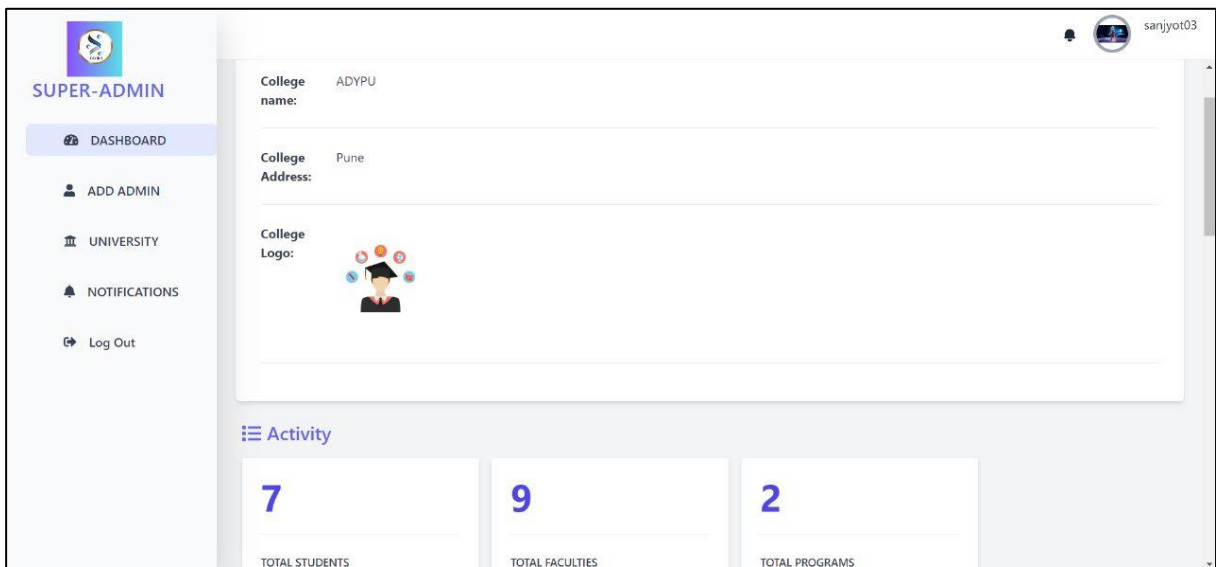 sanjyot03
SUPER-ADMIN
DASHBOARD
ADD ADMIN
UNIVERSITY
NOTIFICATIONS
Log Out
College
name:
ADYPU
College
Address:
Pune
College
Logo:
Activity
7
TOTAL STUDENTS
9
TOTAL FACULTIES
2
TOTAL PROGRAMS